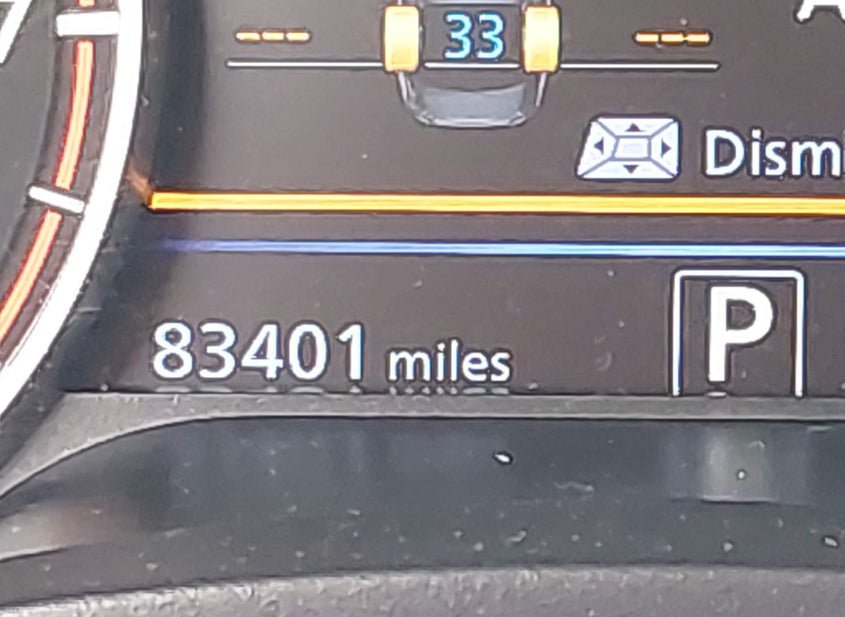 --- 33 ---
Dism
83401 miles P